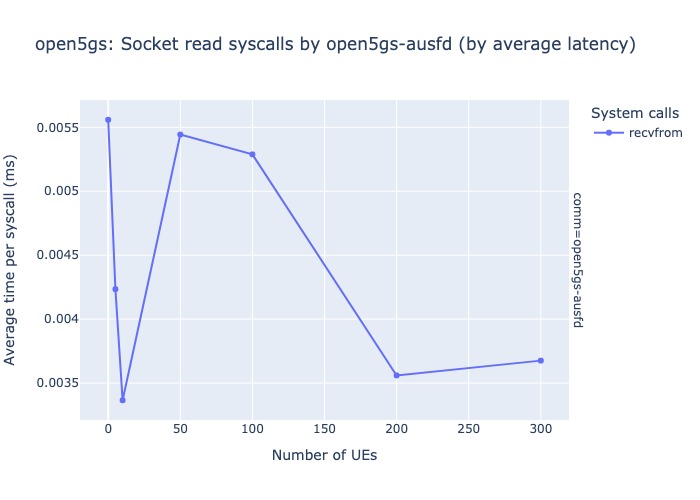 open5gs: Socket read syscalls by open5gs-ausfd (by average latency)
System calls
recvfrom
Average time per syscall (ms)
0.0055
0.005
0.0045
0.004
0.0035
comm=open5gs-ausfd
0 50 100 150 200 250 300
Number of UEs